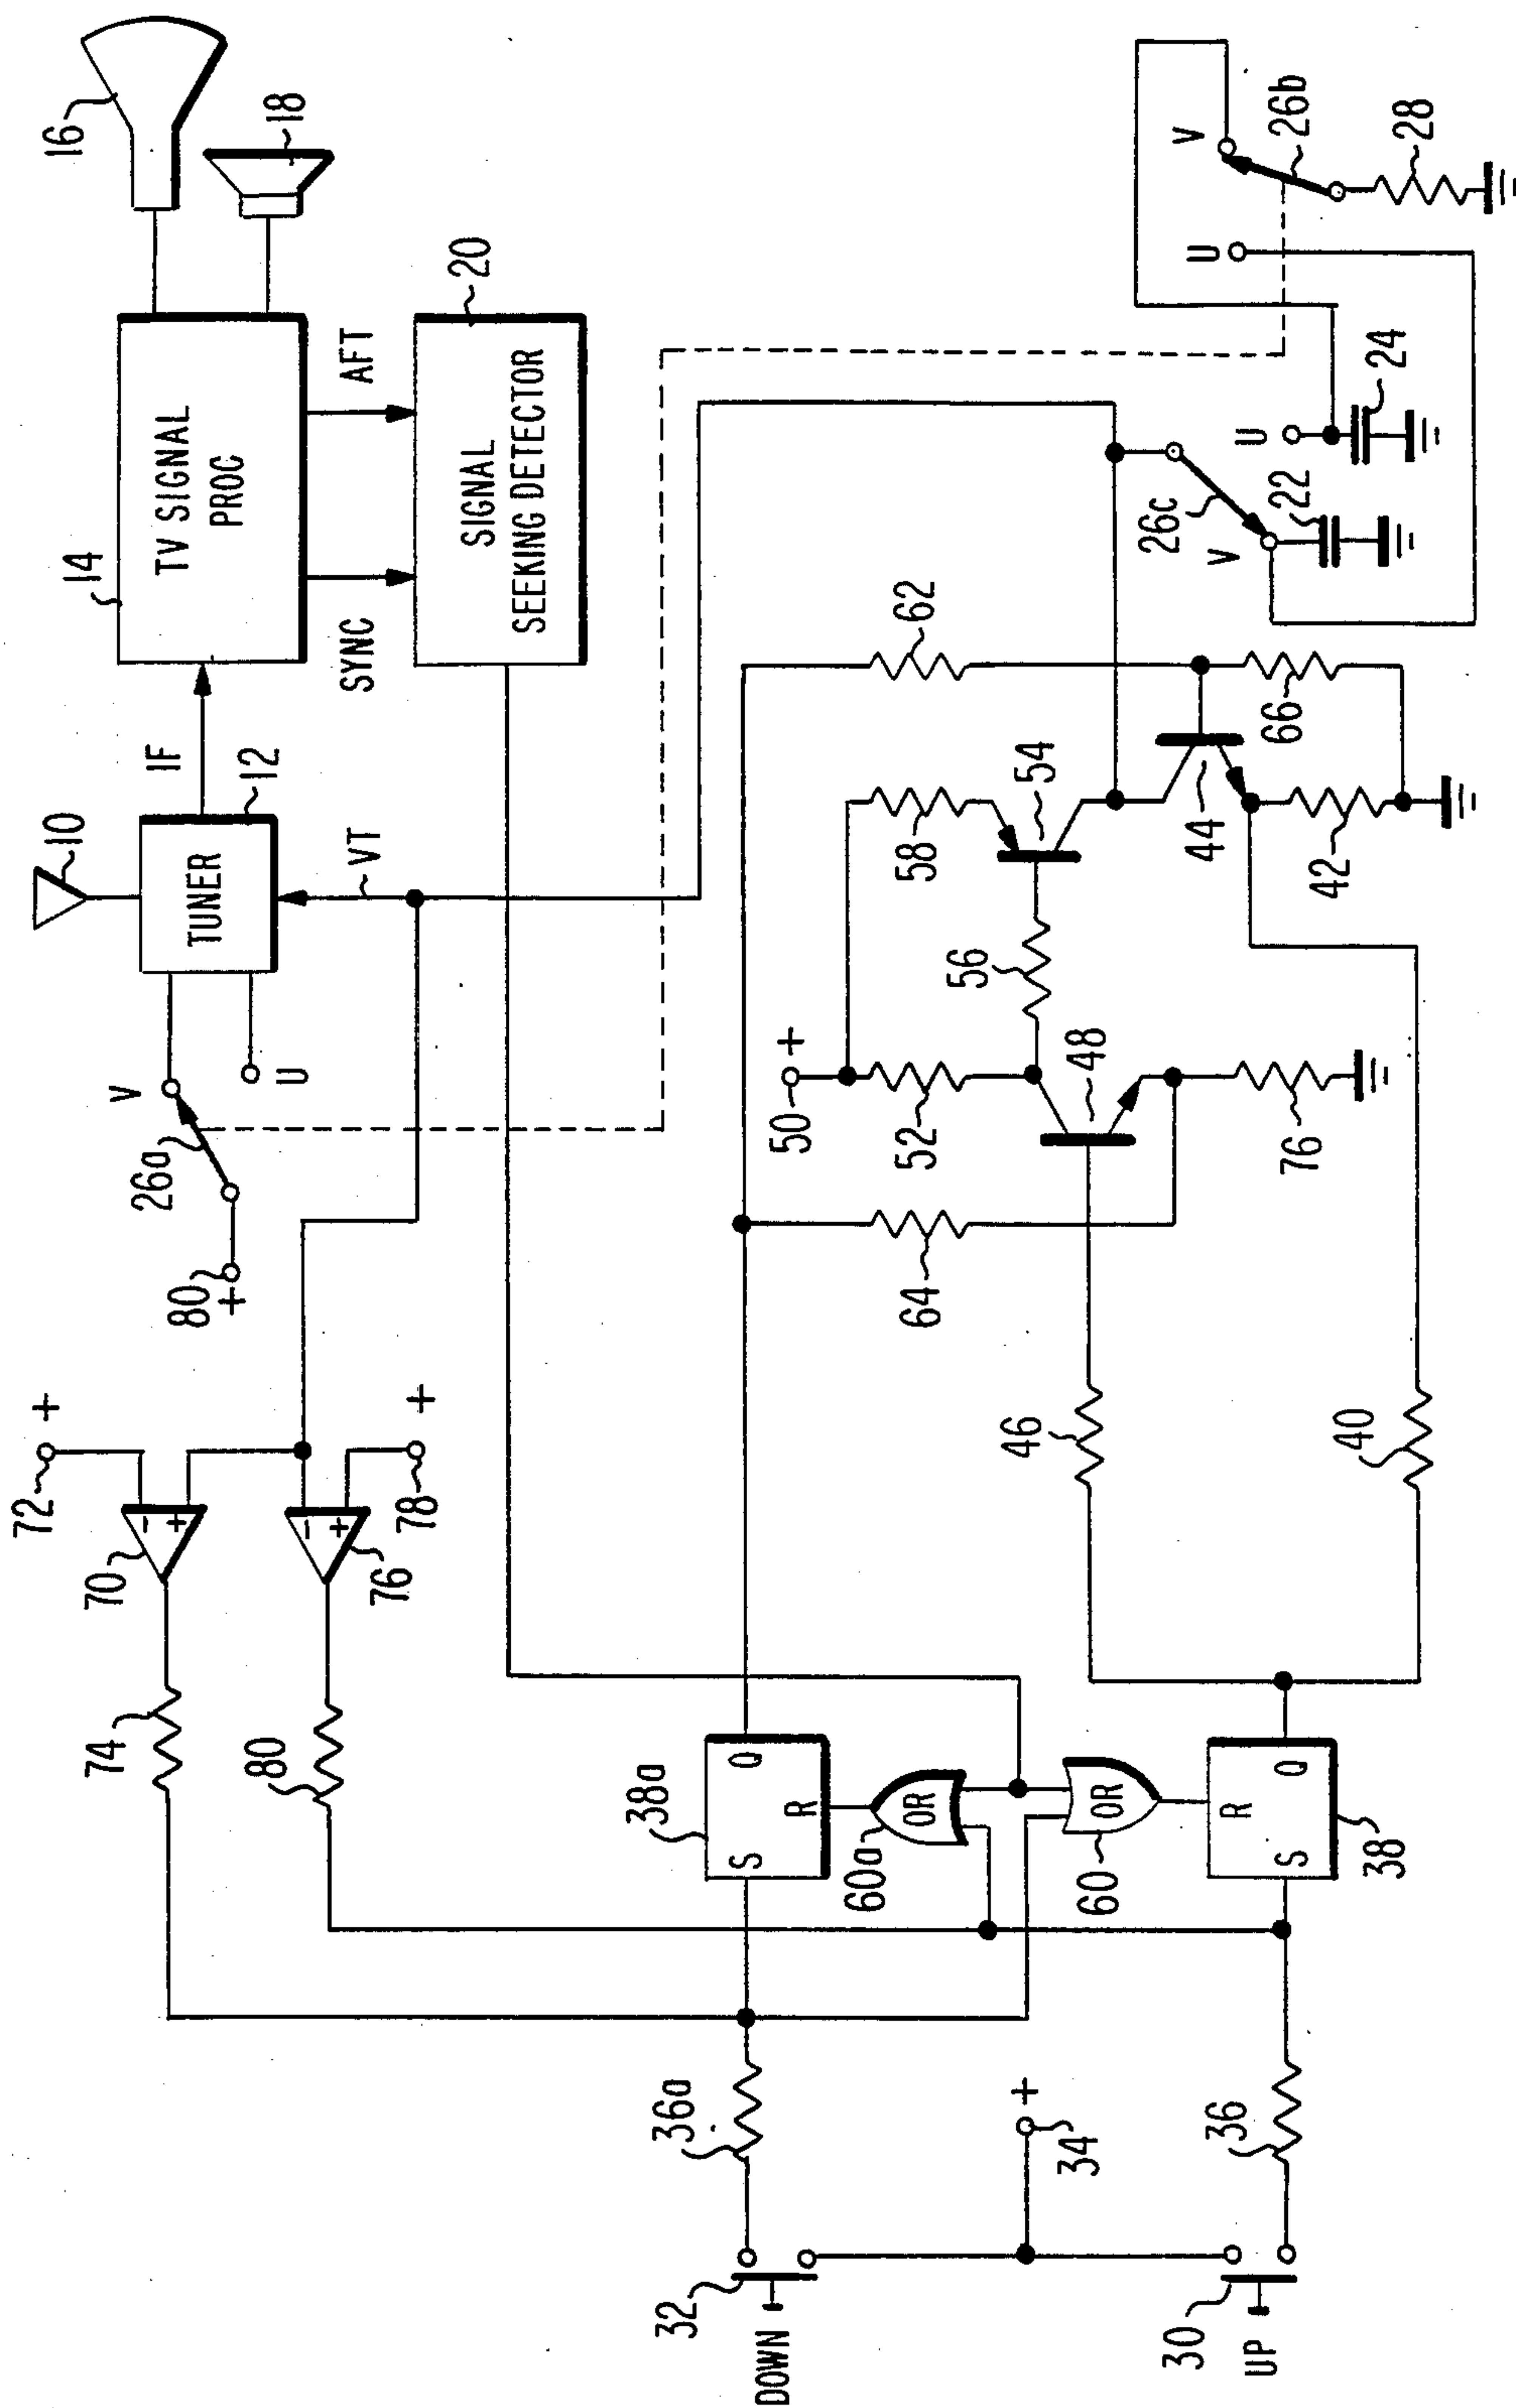 16
18
14
TV SIGNAL
PROC
AFT
SYNC
20
SIGNAL
SEEKING DETECTOR
IF
10
12
TUNER
VT
V
U
26a
80
+
72
+
-
+
70
-
+
78
+
76
74
80
V
U
26b
28
U
24
26c
V
22
62
66
54
58
44
42
56
50
+
52
48
76
64
46
40
38a
S
Q
R
OR
60a
OR
60
R
S
Q
38
36a
36
+
34
32
DOWN
30
UP